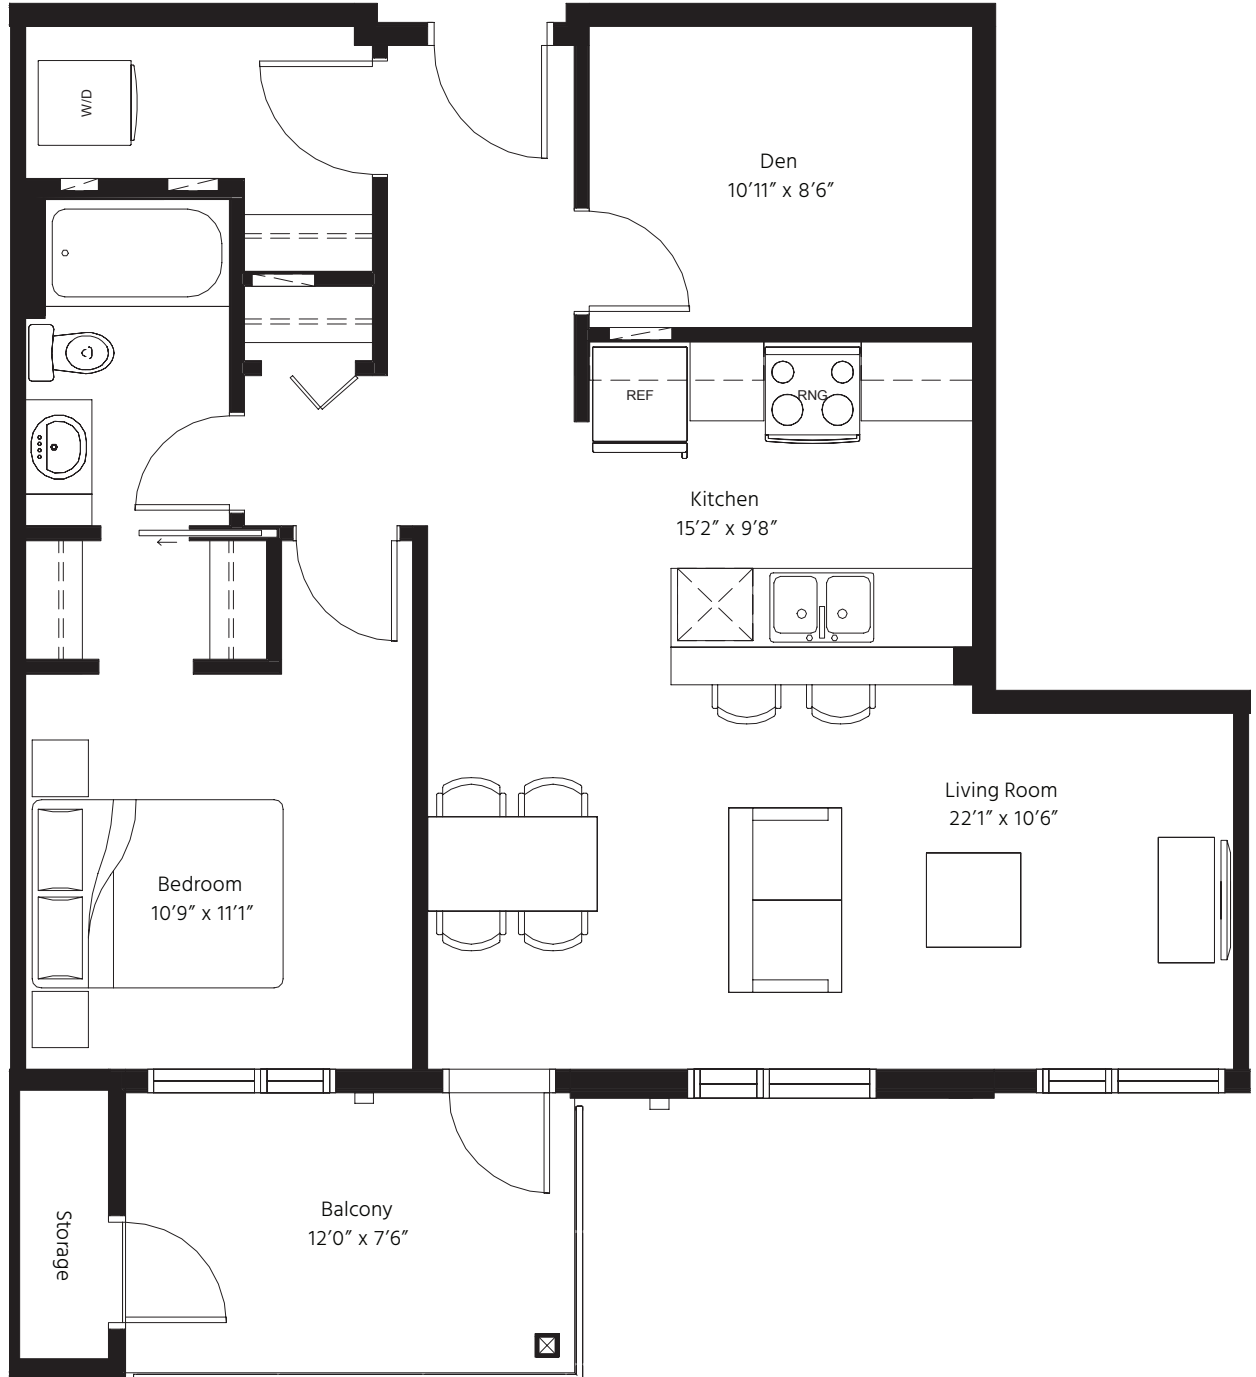 W/D
Den
10’11” x 8’6”
REF
RNG
Kitchen
15’2” x 9’8”
Living Room
22’1” x 10’6”
Bedroom
10’9” x 11’1”
Balcony
12’0” x 7’6”
Storage